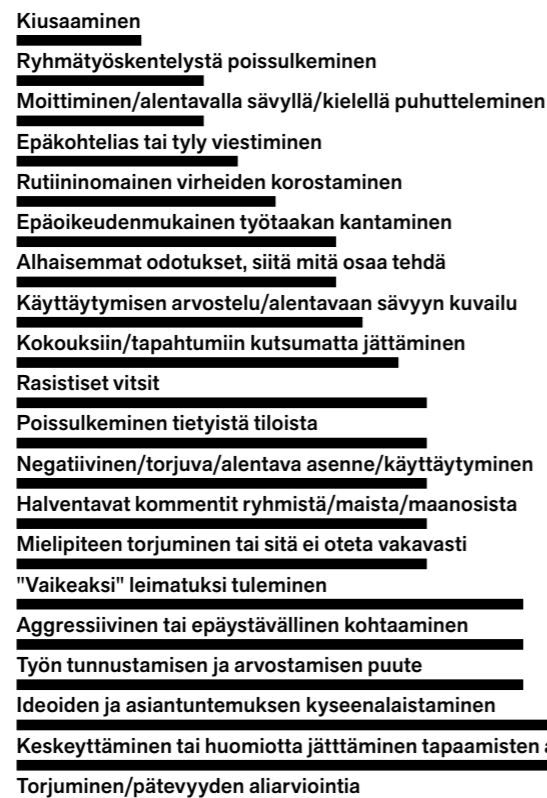 Kiusaaminen
Ryhmätyöskentelystä poissulkeminen
Moittiminen/alentavalla sävyllä/kielellä puhutteleminen
Epäkohtelias tai tyly viestiminen
Rutiininomainen virheiden korostaminen
Epäoikeudenmukainen työtaakan kantaminen
Alhaisemmat odotukset, siitä mitä osaa tehdä
Käyttäytymisen arvostelu/alentavaan sävyyn kuvailu
Kokouksiin/tapahtumiin kutsumatta jättäminen
Rasistiset vitsit
Poissulkeminen tietyistä tiloista
Negatiivinen/torjuva/alentava asenne/käyttäytyminen
Halventavat kommentit ryhmistä/maista/maanosista
Mielipiteen torjuminen tai sitä ei oteta vakavasti
"Vaikeaksi" leimatuksi tuleminen
Aggressiivinen tai epäystävällinen kohtaaminen
Työn tunnustamisen ja arvostamisen puute
Ideoiden ja asiantuntemuksen kyseenalaistaminen
Keskeyttäminen tai huomiotta jätttäminen tapaamisten
Torjuminen/pätevyyden aliarviointia